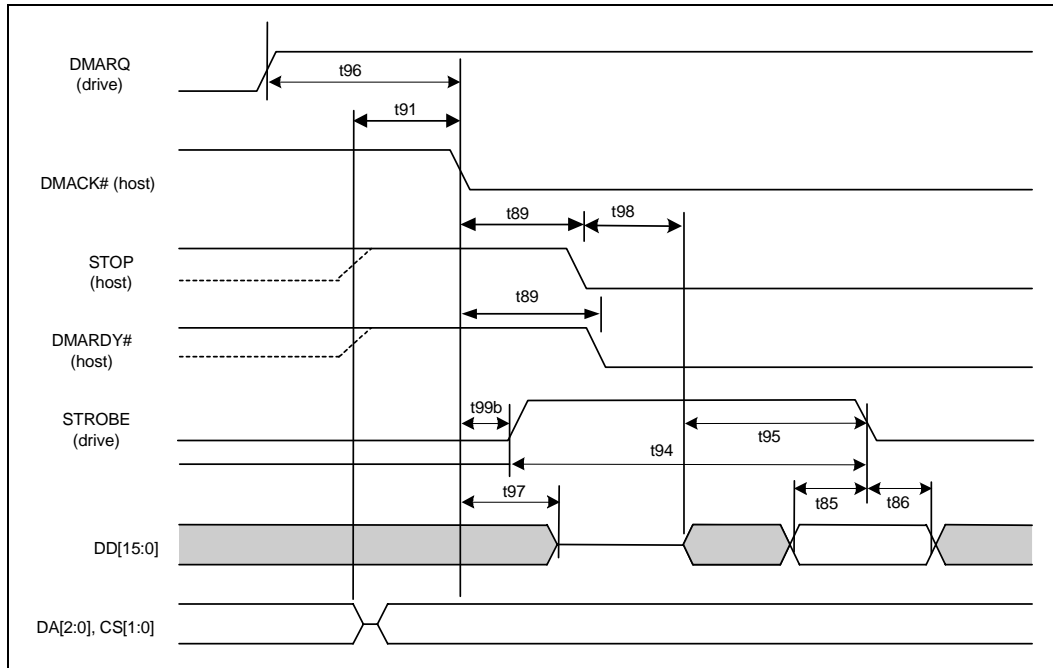 DMARQ
(drive)
t96
t91
DMACK# (host)
t89
t98
STOP
(host)
t89
DMARDY#
(host)
t99b
STROBE
(drive)
t95
t94
t97
t85
t86
DD[15:0]
DA[2:0], CS[1:0]